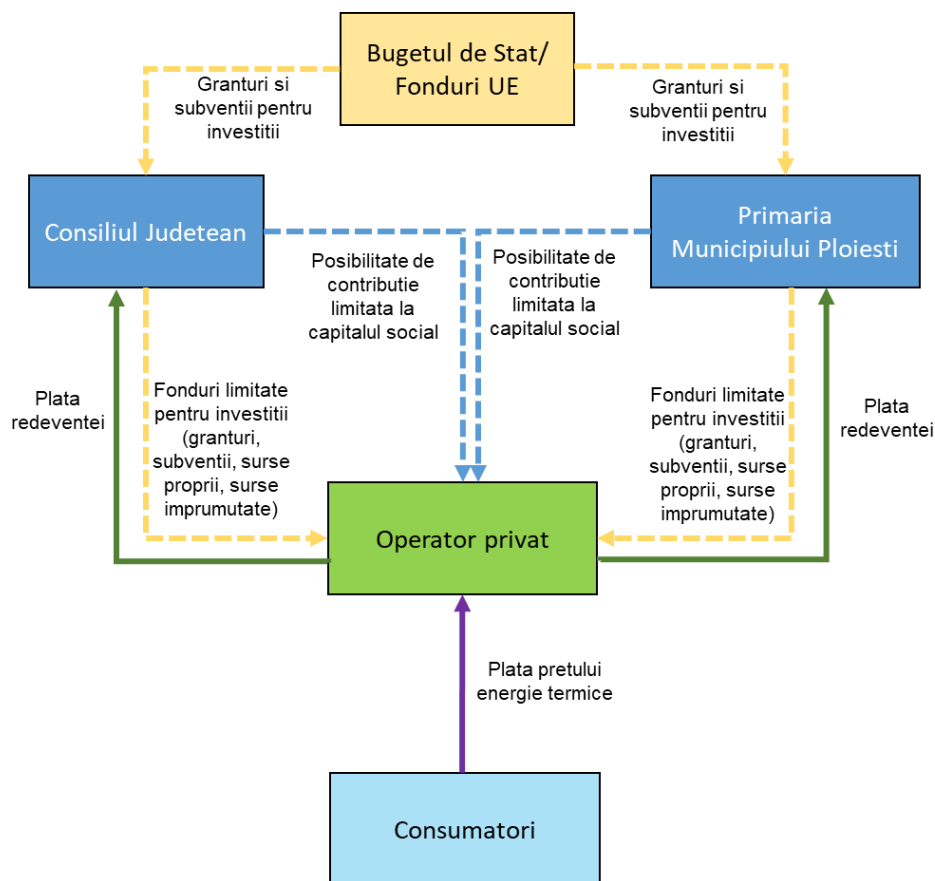 Bugetul de Stat/
Fonduri UE
Granturi si
subventii pentru
investitii
Granturi si
subventii pentru
investitii
Consiliul Judetean
Primaria
Municipiului Ploiesti
Posibilitate de
contributie
limitata la
capitalul social
Posibilitate de
contributie
limitata la
capitalul social
Plata
redeventei
Fonduri limitate
pentru investitii
(granturi,
subventii, surse
proprii, surse
imprumutate)
Fonduri limitate
pentru investitii
(granturi,
subventii, surse
proprii, surse
imprumutate)
Plata
redeventei
Operator privat
Plata pretului
energie termice
Consumatori